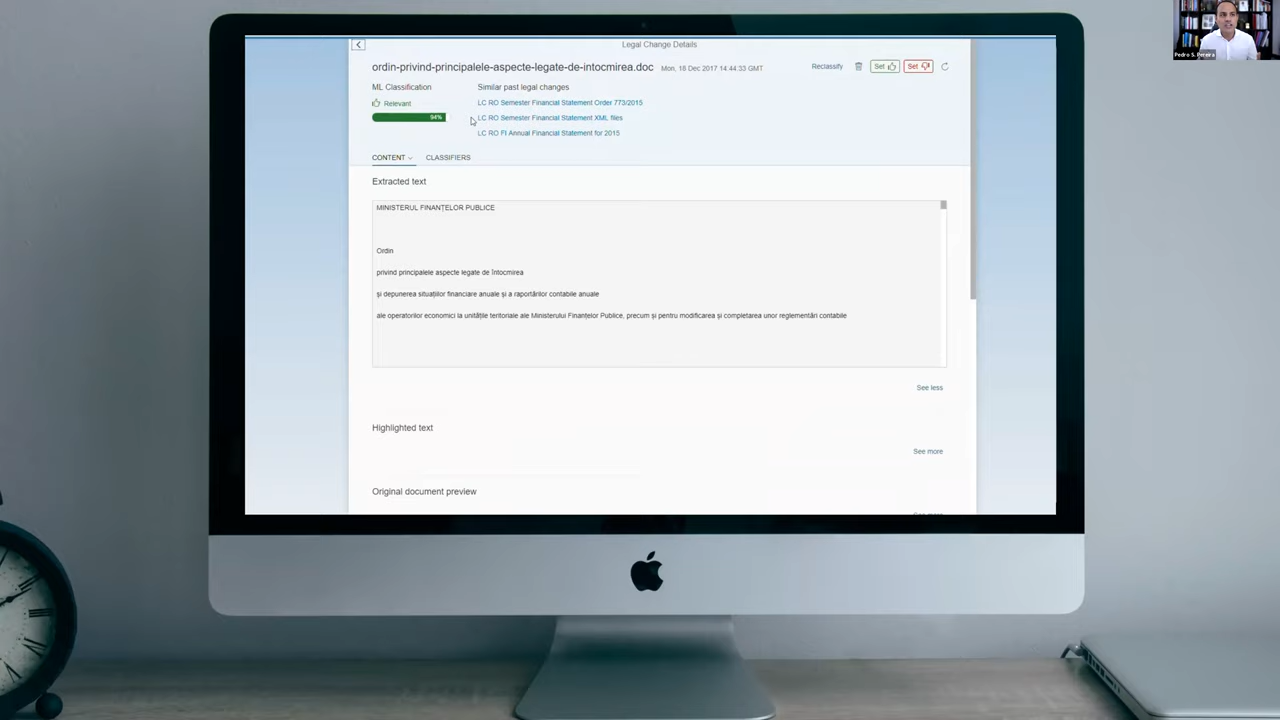 Legal Change Details
ordin-privind-principalele-aspecte-legate-de-intocmirea.doc Mon, 18 Dec 2017 14:44:33 GMT
Reclassify
Set
Set
ML Classification
Relevant
94%
Similar past legal changes
LC RO Semester Financial Statement Order 773/2015
LC RO Semester Financial Statement XML files
LC RO FI Annual Financial Statement for 2015
CONTENT
CLASSIFIERS
Extracted text
MINISTERUL FINANȚELOR PUBLICE
Ordin
privind principalele aspecte legate de întocmirea
și depunerea situațiilor financiare anuale și a raportărilor contabile anuale
ale operatorilor economici la unitățile teritoriale ale Ministerului Finanțelor Publice, precum și pentru modificarea și completarea unor reglementări contabile
See less
Highlighted text
See more
Original document preview
See more
Pedro S. Pereira